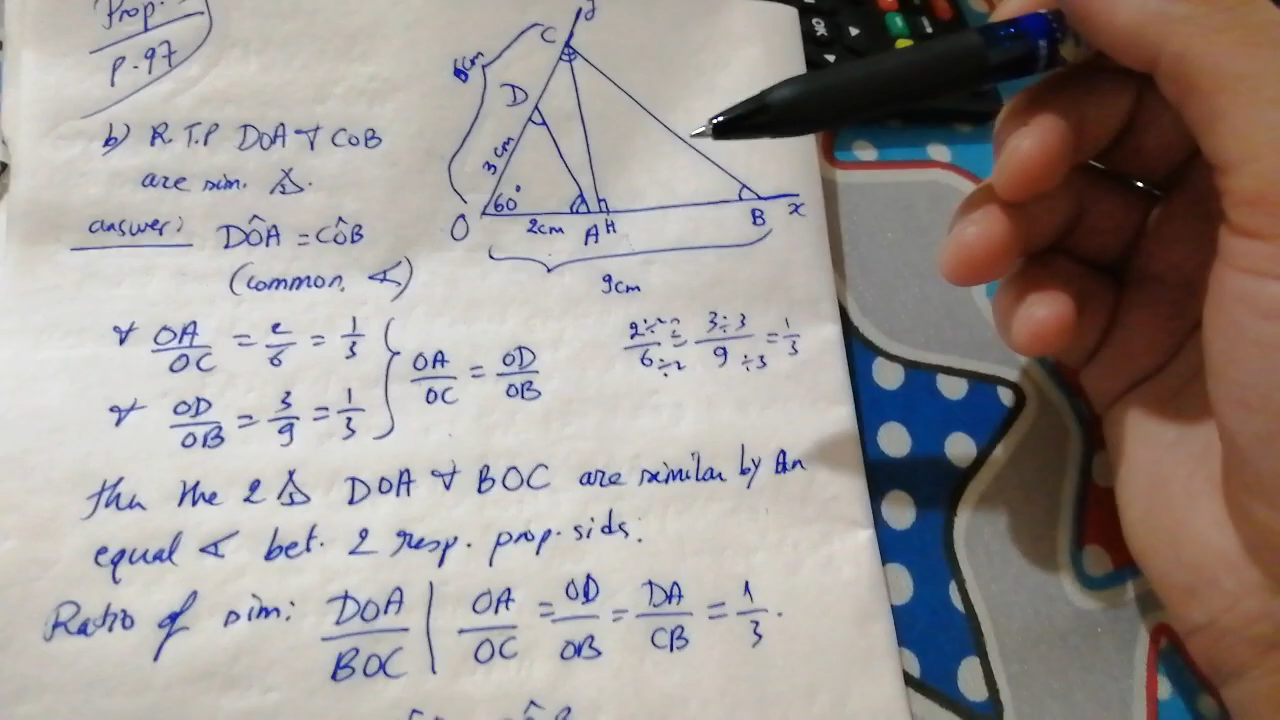 Prop.
P.97
b) R.T.P DOA & COB
are sim. Δs.
answer: DÔA = CÔB
(common ∢)
& OA/OC = 2/6 = 1/3
& OD/OB = 3/9 = 1/3
} OA/OC = OD/OB
2÷2/6÷2 = 3÷3/9÷3 = 1/3
then the 2 Δs DOA & BOC are similar by An
equal ∢ bet. 2 resp. prop. sids.
Ratio of sim: DOA/BOC | OA/OC = OD/OB = DA/CB = 1/3.
y
C
6cm
D
3cm
60°
O
2cm
A
H
B
x
9cm
OK